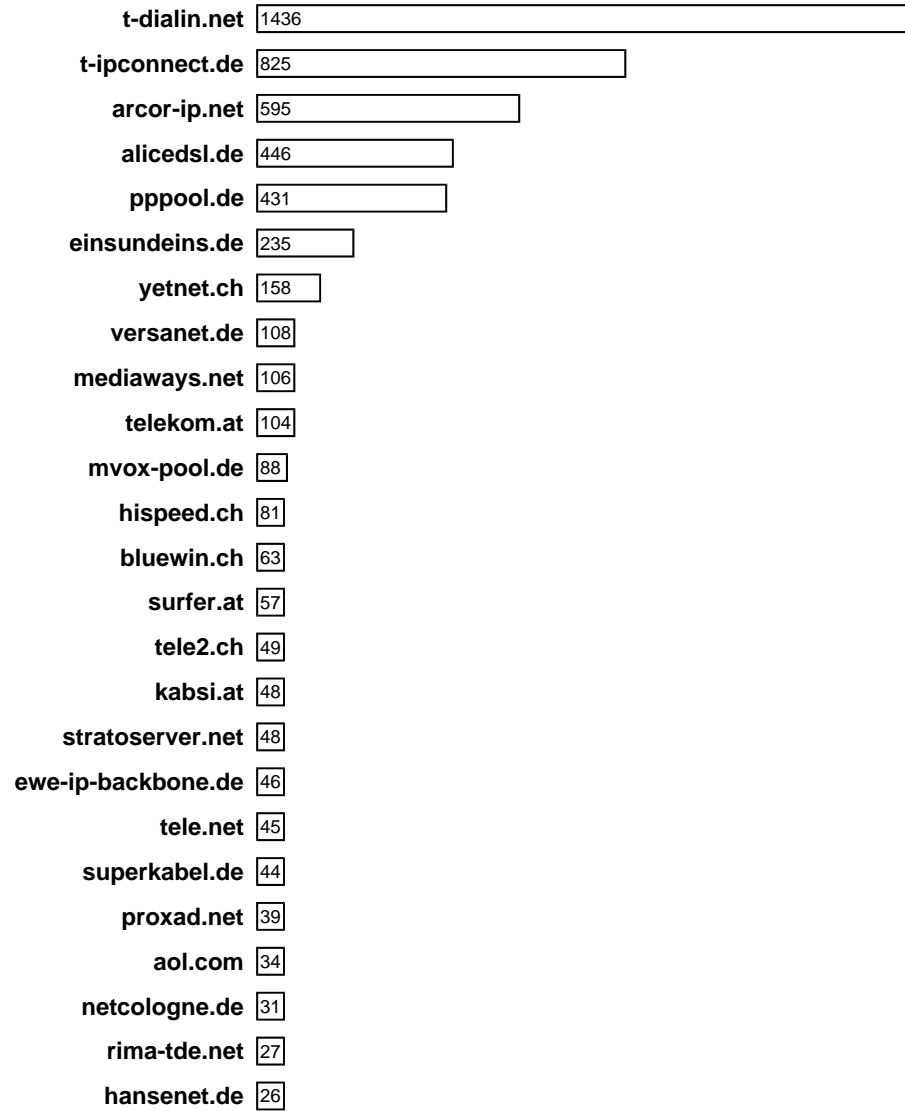 t-dialin.net 1436
t-ipconnect.de 825
arcor-ip.net 595
alicedsl.de 446
pppool.de 431
einsundeins.de 235
yetnet.ch 158
versanet.de 108
mediaways.net 106
telekom.at 104
mvox-pool.de 88
hispeed.ch 81
bluewin.ch 63
surfer.at 57
tele2.ch 49
kabsi.at 48
stratoserver.net 48
ewe-ip-backbone.de 46
tele.net 45
superkabel.de 44
proxad.net 39
aol.com 34
netcologne.de 31
rima-tde.net 27
hansenet.de 26